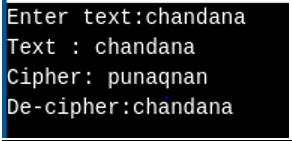 Enter text:chandana
Text : chandana
Cipher: punaqnan
De-cipher:chandana